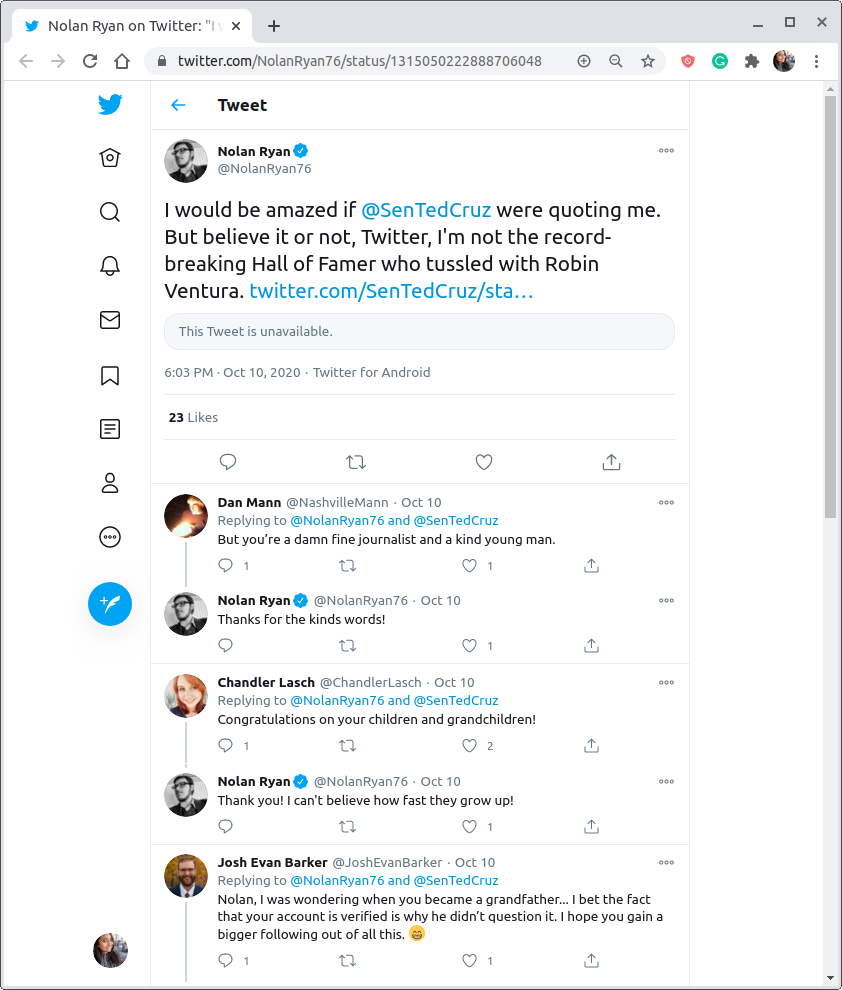 Nolan Ryan on Twitter: "I w
twitter.com/NolanRyan76/status/1315050222888706048
Tweet
Nolan Ryan
@NolanRyan76
I would be amazed if @SenTedCruz were quoting me.
But believe it or not, Twitter, I'm not the record-
breaking Hall of Famer who tussled with Robin
Ventura. twitter.com/SenTedCruz/sta…
This Tweet is unavailable.
6:03 PM · Oct 10, 2020 · Twitter for Android
23 Likes
Dan Mann @NashvilleMann · Oct 10
Replying to @NolanRyan76 and @SenTedCruz
But you’re a damn fine journalist and a kind young man.
1 1
Nolan Ryan @NolanRyan76 · Oct 10
Thanks for the kinds words!
1
Chandler Lasch @ChandlerLasch · Oct 10
Replying to @NolanRyan76 and @SenTedCruz
Congratulations on your children and grandchildren!
1 2
Nolan Ryan @NolanRyan76 · Oct 10
Thank you! I can't believe how fast they grow up!
1
Josh Evan Barker @JoshEvanBarker · Oct 10
Replying to @NolanRyan76 and @SenTedCruz
Nolan, I was wondering when you became a grandfather... I bet the fact
that your account is verified is why he didn’t question it. I hope you gain a
bigger following out of all this. 😄
1 1